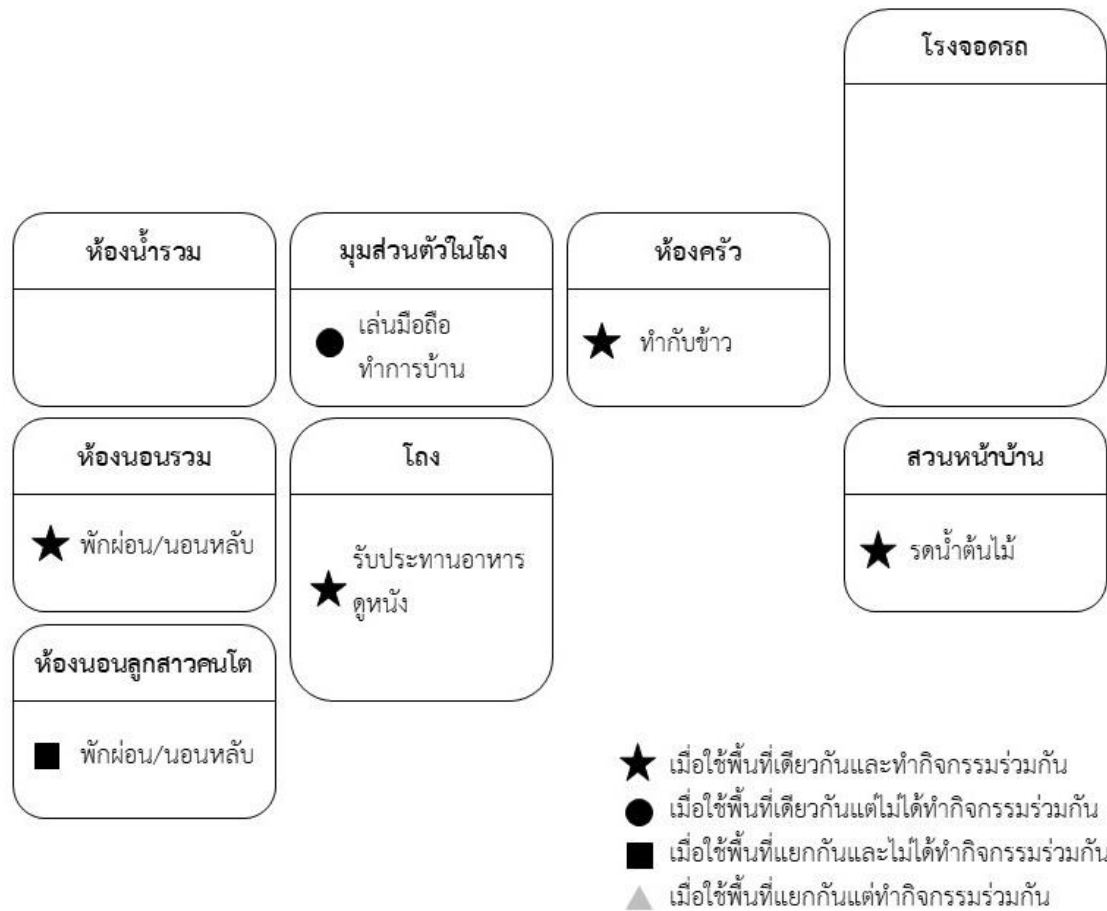 โรงจอดรถ
ห้องน้ำรวม
มุมส่วนตัวในโถง
เล่นมือถือ
ทำการบ้าน
ห้องครัว
ทำกับข้าว
ห้องนอนรวม
พักผ่อน/นอนหลับ
โถง
รับประทานอาหาร
ดูหนัง
สวนหน้าบ้าน
รดน้ำต้นไม้
ห้องนอนลูกสาวคนโต
พักผ่อน/นอนหลับ
เมื่อใช้พื้นที่เดียวกันและทำกิจกรรมร่วมกัน
เมื่อใช้พื้นที่เดียวกันแต่ไม่ได้ทำกิจกรรมร่วมกัน
เมื่อใช้พื้นที่แยกกันและไม่ได้ทำกิจกรรมร่วมกัน
เมื่อใช้พื้นที่แยกกันแต่ทำกิจกรรมร่วมกัน